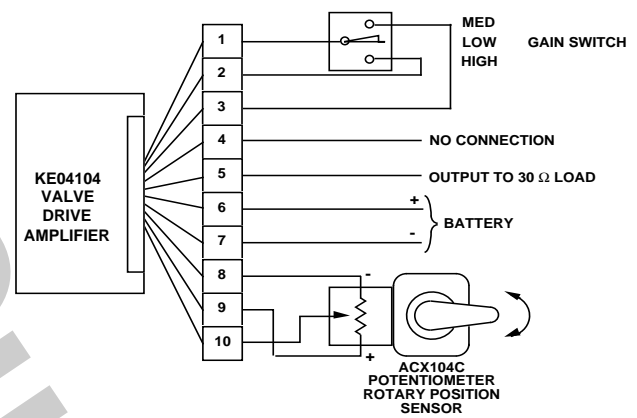 MED
1
LOW GAIN SWITCH
HIGH
2
3
4 NO CONNECTION
KE04104
VALVE
DRIVE
AMPLIFIER
5 OUTPUT TO 30 Ω LOAD
6 +
BATTERY
7 -
8 -
9
10
+
ACX104C
POTENTIOMETER
ROTARY POSITION
SENSOR